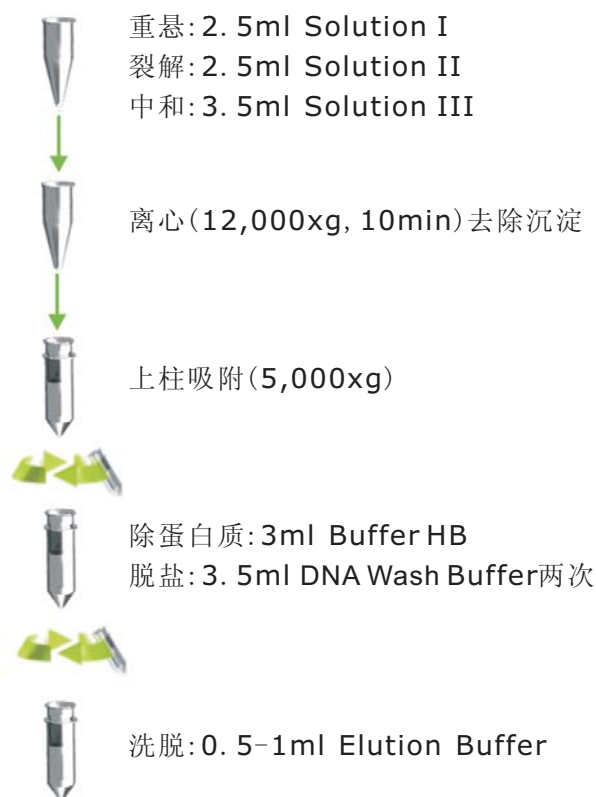 重悬:2.5ml Solution I
裂解:2.5ml Solution II
中和:3.5ml Solution III
离心(12,000xg,10min)去除沉淀
上柱吸附(5,000xg)
除蛋白质:3ml Buffer HB
脱盐:3.5ml DNA Wash Buffer两次
洗脱:0.5-1ml Elution Buffer